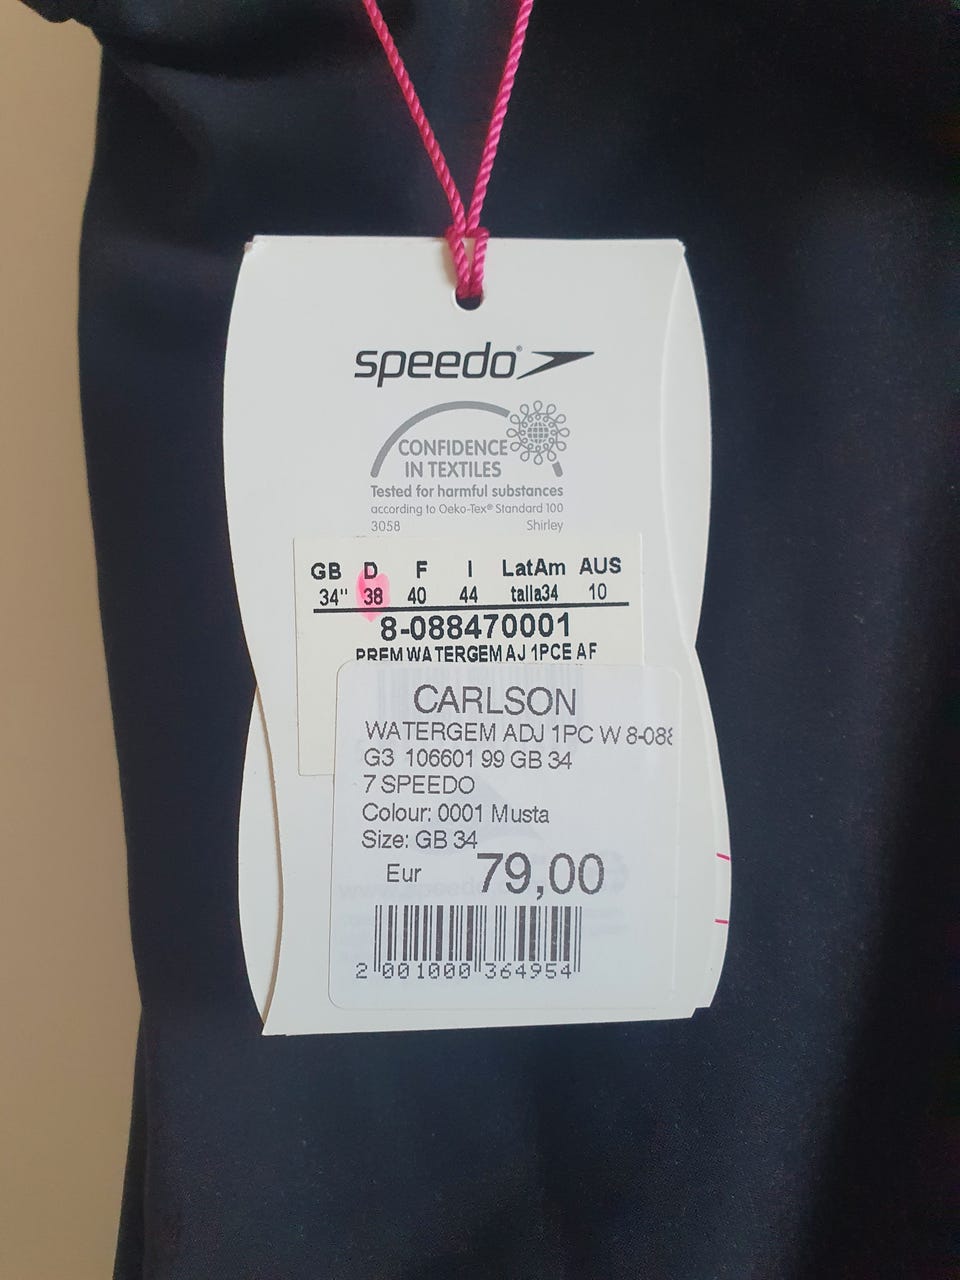 speedo®
CONFIDENCE
IN TEXTILES
Tested for harmful substances
according to Oeko-Tex® Standard 100
3058 Shirley
GB D F I LatAm AUS
34" 38 40 44 talla34 10
8-088470001
PREM WATERGEM AJ 1PCE AF
CARLSON
WATERGEM ADJ 1PC W 8-088
G3 106601 99 GB 34
7 SPEEDO
Colour: 0001 Musta
Size: GB 34
Eur 79,00
2 001000 364954